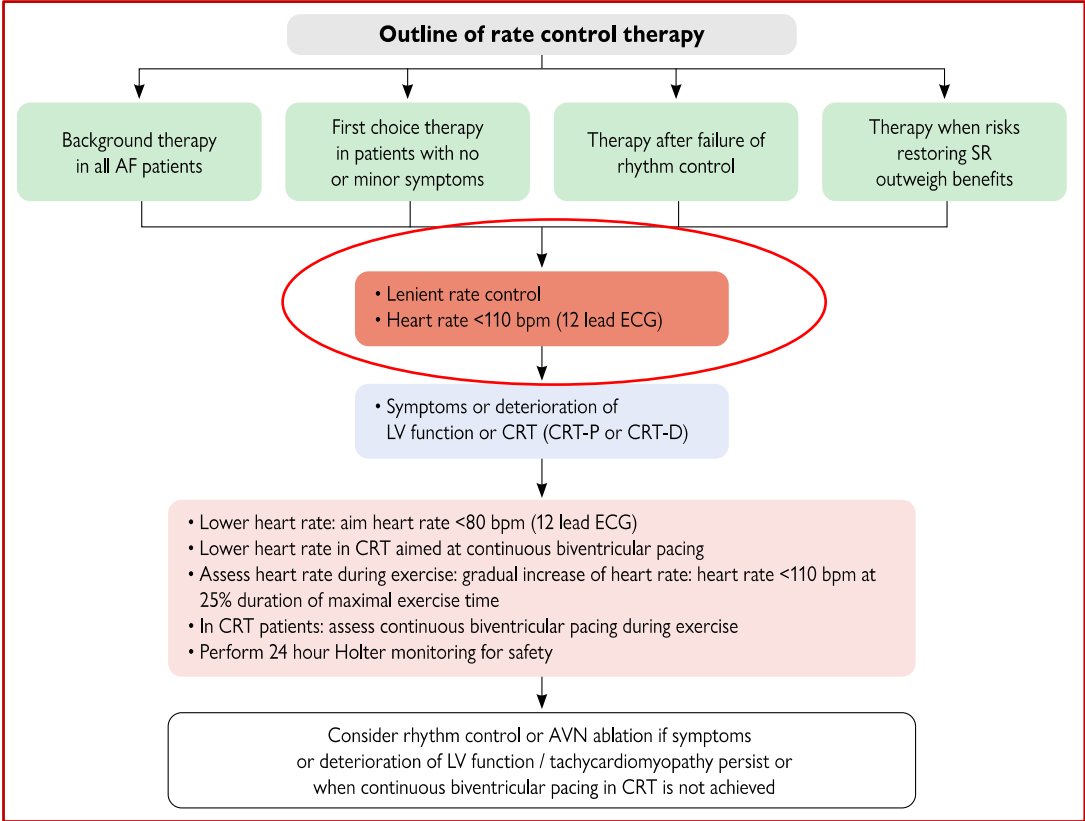 Outline of rate control therapy
Background therapy
in all AF patients
First choice therapy
in patients with no
or minor symptoms
Therapy after failure of
rhythm control
Therapy when risks
restoring SR
outweigh benefits
• Lenient rate control
• Heart rate <110 bpm (12 lead ECG)
• Symptoms or deterioration of
LV function or CRT (CRT-P or CRT-D)
• Lower heart rate: aim heart rate <80 bpm (12 lead ECG)
• Lower heart rate in CRT aimed at continuous biventricular pacing
• Assess heart rate during exercise: gradual increase of heart rate: heart rate <110 bpm at
25% duration of maximal exercise time
• In CRT patients: assess continuous biventricular pacing during exercise
• Perform 24 hour Holter monitoring for safety
Consider rhythm control or AVN ablation if symptoms
or deterioration of LV function / tachycardiomyopathy persist or
when continuous biventricular pacing in CRT is not achieved